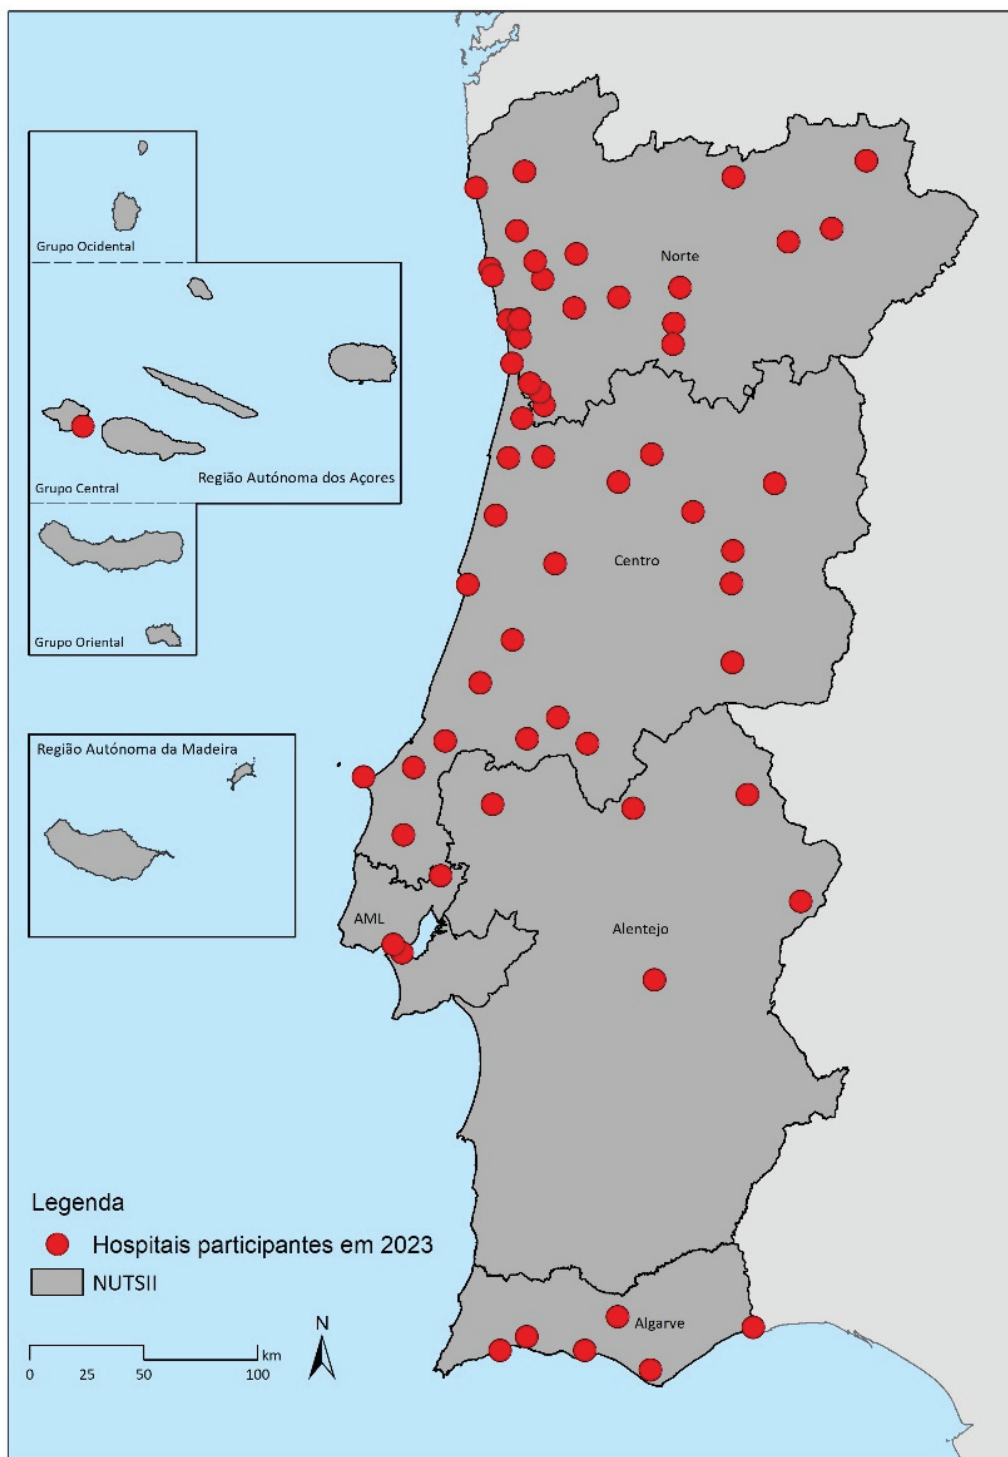 Grupo Ocidental
Norte
Região Autónoma dos Açores
Grupo Central
Centro
Grupo Oriental
Região Autónoma da Madeira
AML
Alentejo
Legenda
Hospitais participantes em 2023
NUTSII
Algarve
N
km
0 25 50 100